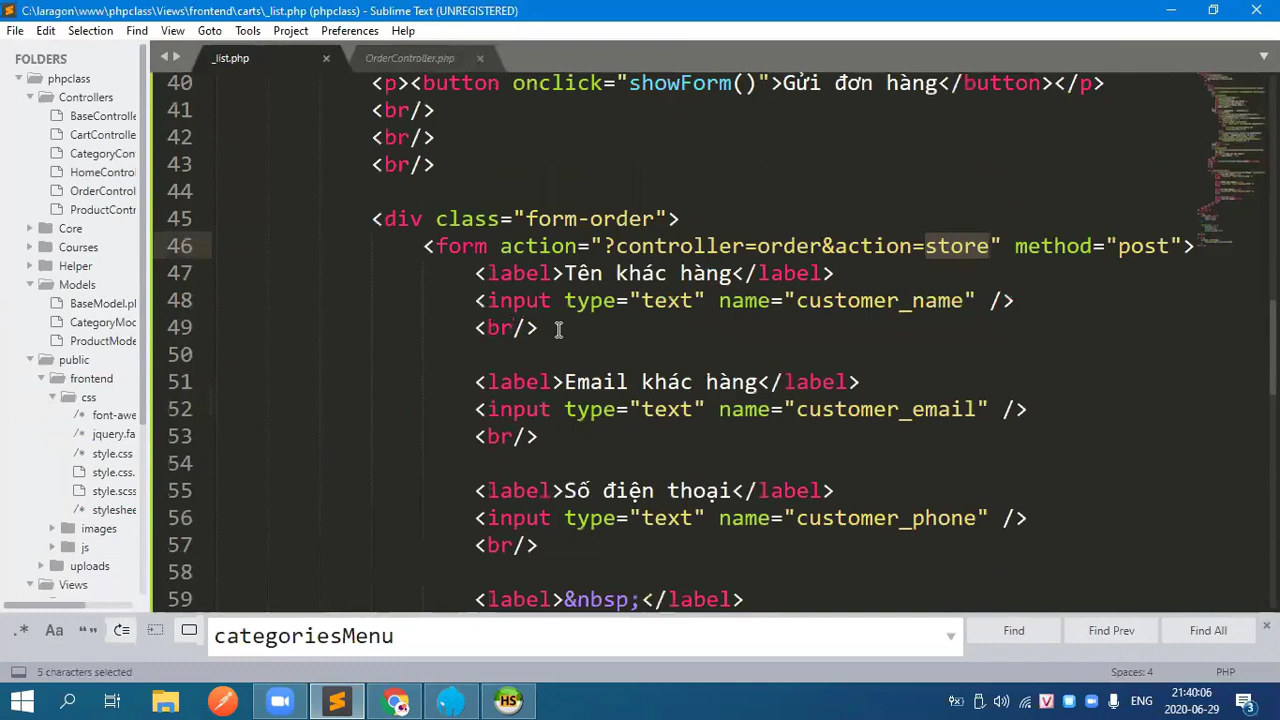 C:\laragon\www\phpclass\Views\frontend\carts\_list.php (phpclass) - Sublime Text (UNREGISTERED)
File Edit Selection Find View Goto Tools Project Preferences Help
FOLDERS
phpclass
Controllers
BaseControlle
CartControlle
CategoryCon
HomeControl
OrderControl
ProductContr
Core
Courses
Helper
Models
BaseModel.pl
CategoryMoc
ProductMode
public
frontend
css
font-awe
jquery.fa
style.css
style.css.
style.scss
styleshee
images
js
uploads
Views
_list.php
OrderController.php
40 <p><button onclick="showForm()">Gửi đơn hàng</button></p>
41 <br/>
42 <br/>
43 <br/>
44
45 <div class="form-order">
46 <form action="?controller=order&action=store" method="post">
47 <label>Tên khác hàng</label>
48 <input type="text" name="customer_name" />
49 <br/>
50
51 <label>Email khác hàng</label>
52 <input type="text" name="customer_email" />
53 <br/>
54
55 <label>Số điện thoại</label>
56 <input type="text" name="customer_phone" />
57 <br/>
58
59 <label>&nbsp;</label>
.* Aa “” categoriesMenu Find Find Prev Find All
5 characters selected Spaces: 4 PHP
HS V ENG 21:40:06 2020-06-29 3